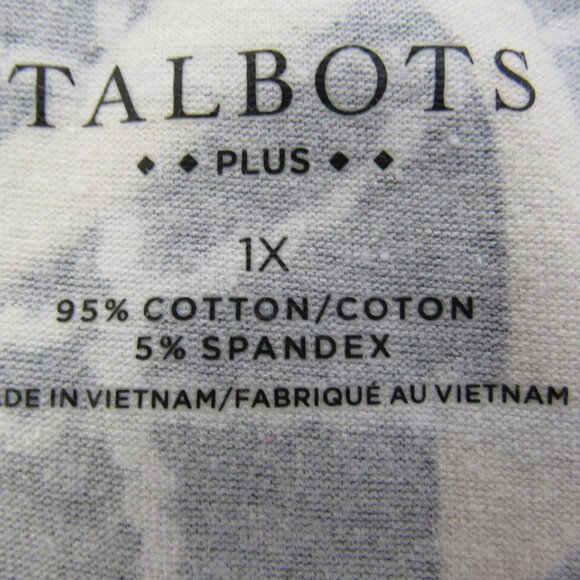 TALBOTS
◆ ◆ PLUS ◆ ◆
1X
95% COTTON/COTON
5% SPANDEX
DE IN VIETNAM/FABRIQUÉ AU VIETNAM